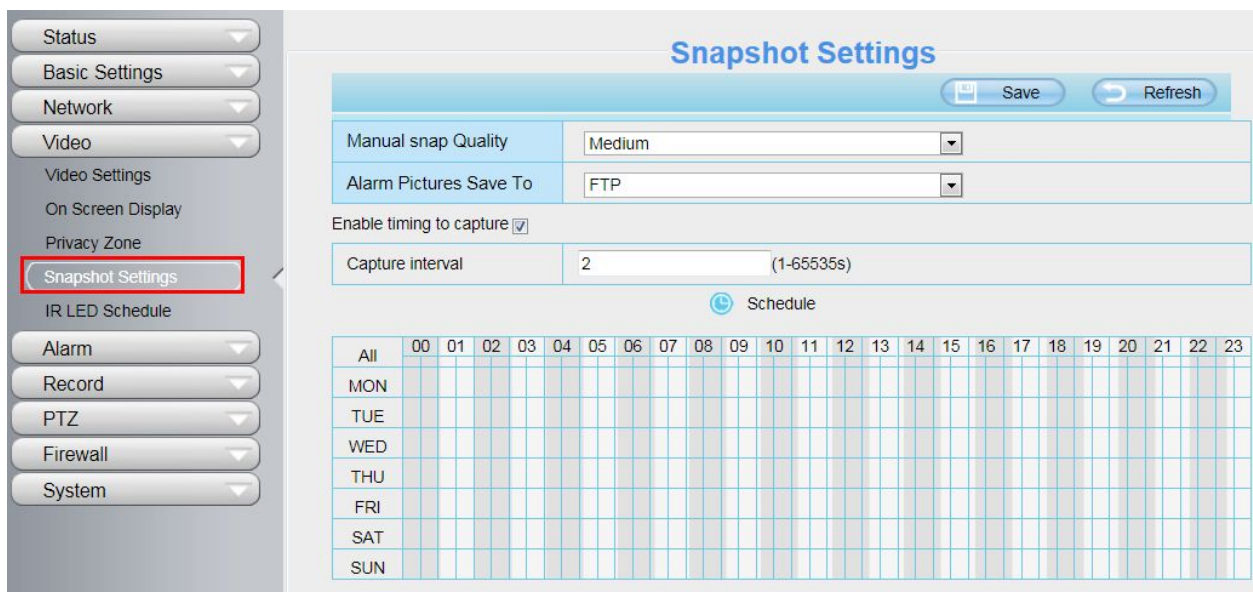 Status
Basic Settings
Network
Video
Video Settings
On Screen Display
Privacy Zone
Snapshot Settings
IR LED Schedule
Alarm
Record
PTZ
Firewall
System
Snapshot Settings
Save Refresh
Manual snap Quality Medium
Alarm Pictures Save To FTP
Enable timing to capture
Capture interval 2 (1-65535s)
Schedule
All 00 01 02 03 04 05 06 07 08 09 10 11 12 13 14 15 16 17 18 19 20 21 22 23
MON
TUE
WED
THU
FRI
SAT
SUN